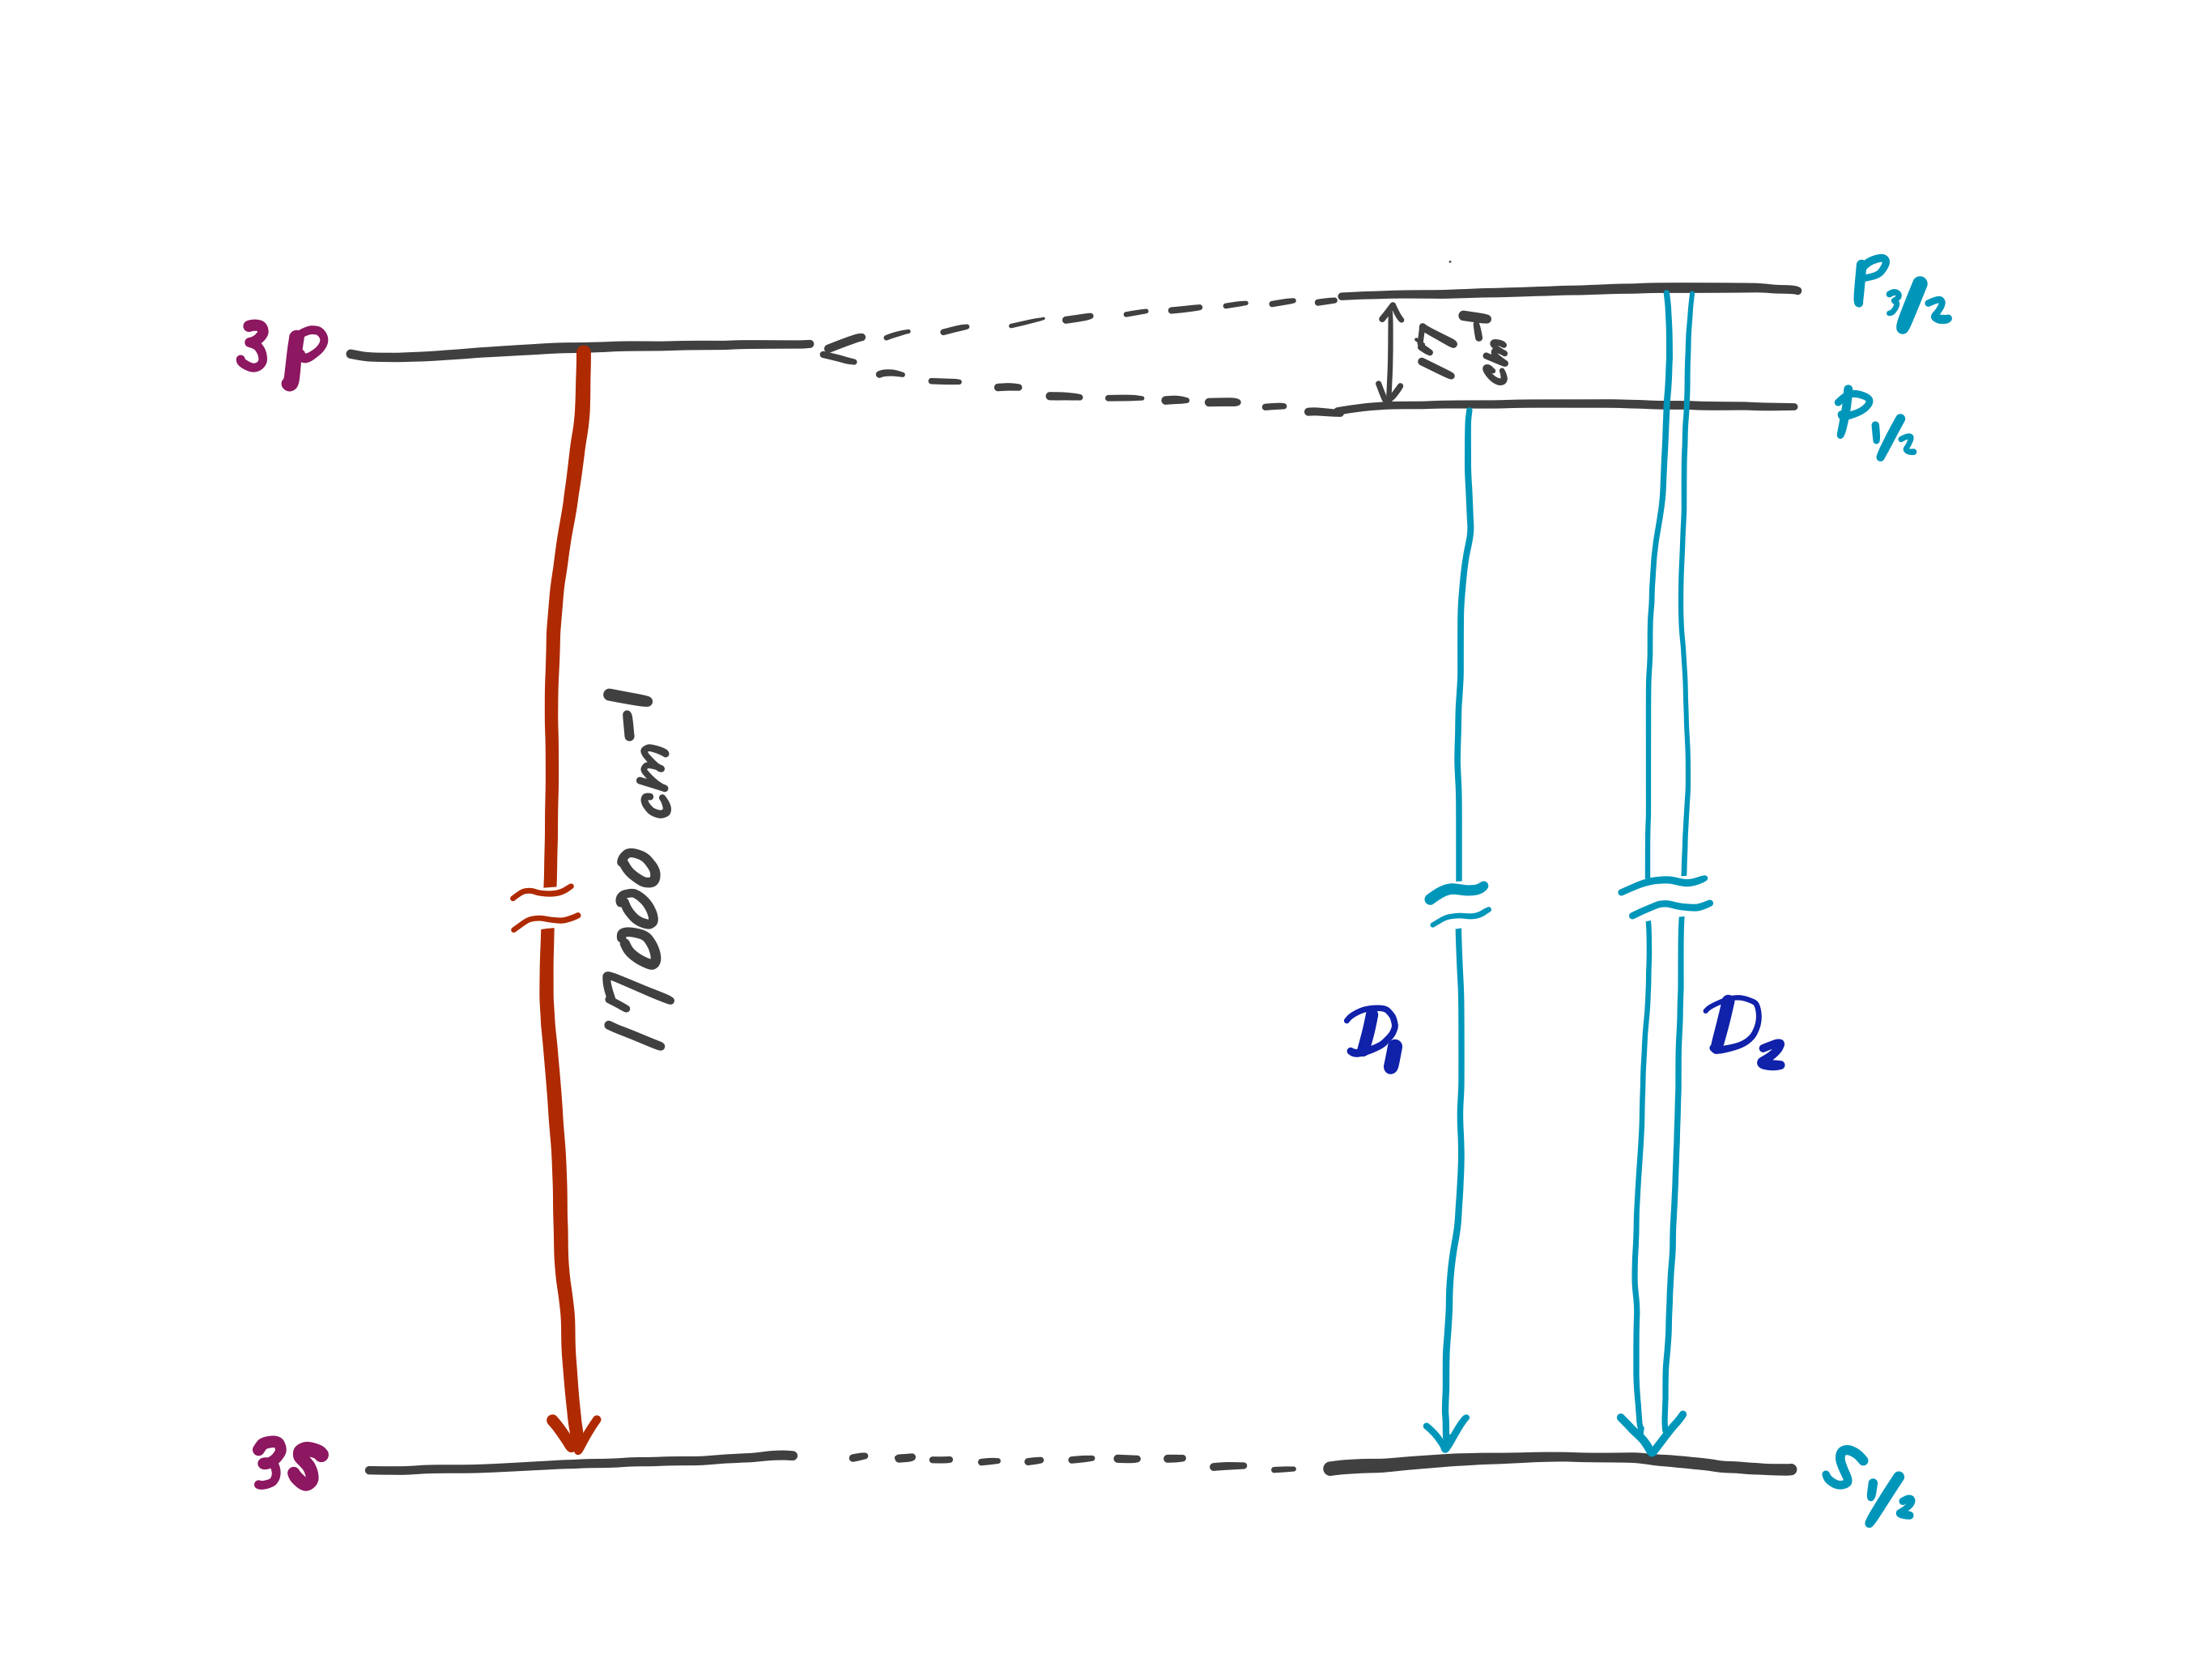 3p
P3/2
17 cm-1
P1/2
17000 cm-1
D1
D2
3s
S1/2